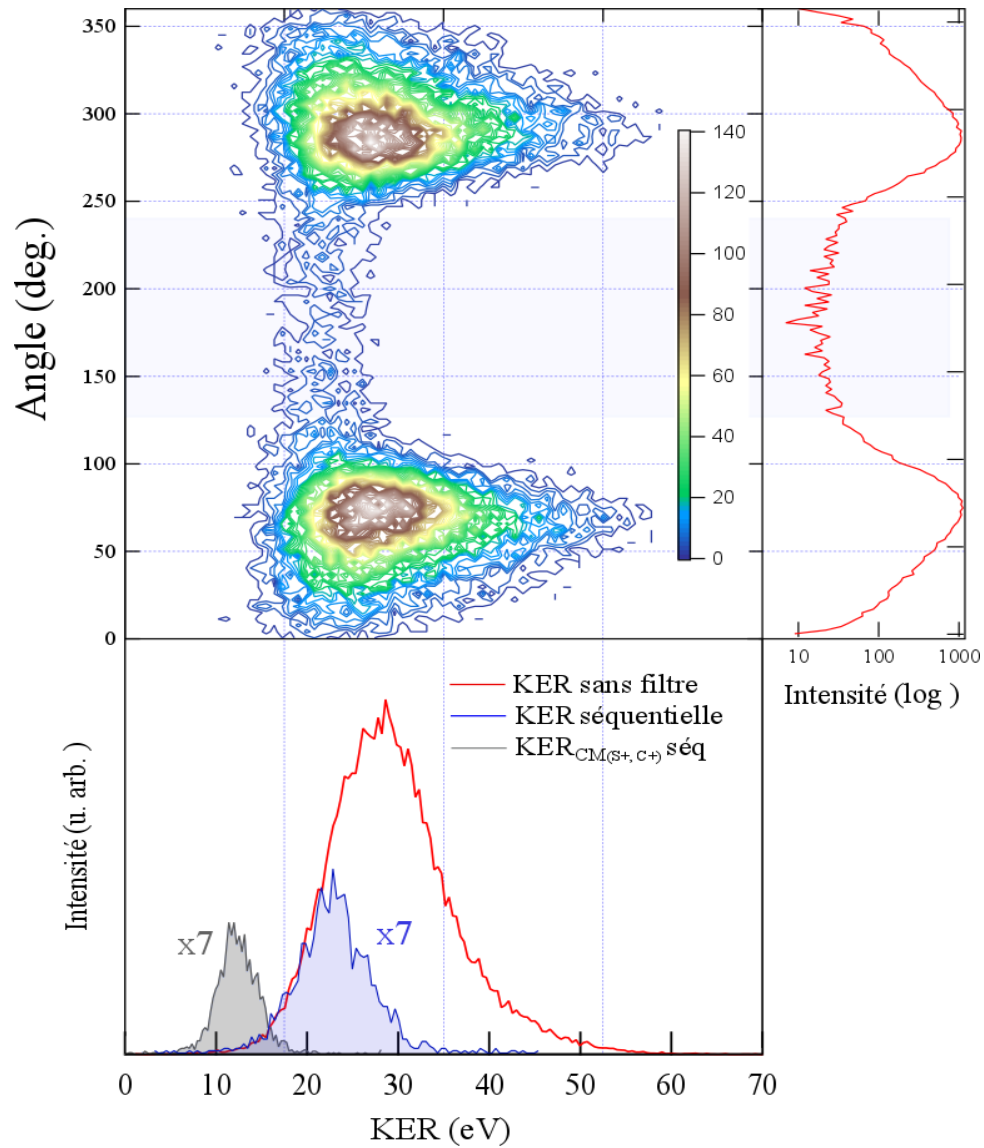 Angle (deg.)
350
300
250
200
150
100
50
0
140
120
100
80
60
40
20
0
10 100 1000
Intensité (log )
KER sans filtre
KER séquentielle
KER CM(S+, C+) séq
Intensité (u. arb.)
x7
x7
0 10 20 30 40 50 60 70
KER (eV)